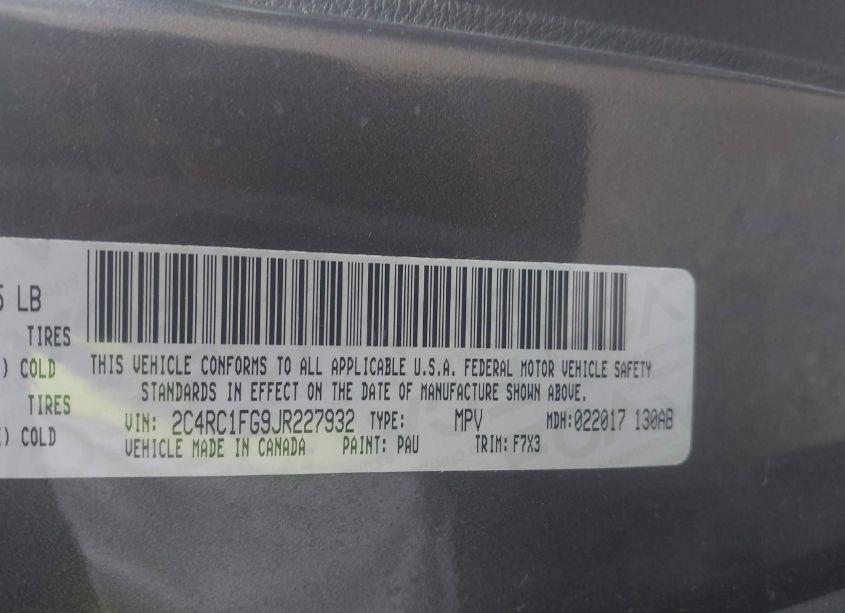 5 LB
TIRES
) COLD
TIRES
) COLD
THIS VEHICLE CONFORMS TO ALL APPLICABLE U.S.A. FEDERAL MOTOR VEHICLE SAFETY
STANDARDS IN EFFECT ON THE DATE OF MANUFACTURE SHOWN ABOVE.
VIN: 2C4RC1FG9JR227932 TYPE: MPV MDH:022017 130AB
VEHICLE MADE IN CANADA PAINT: PAU TRIM: F7X3